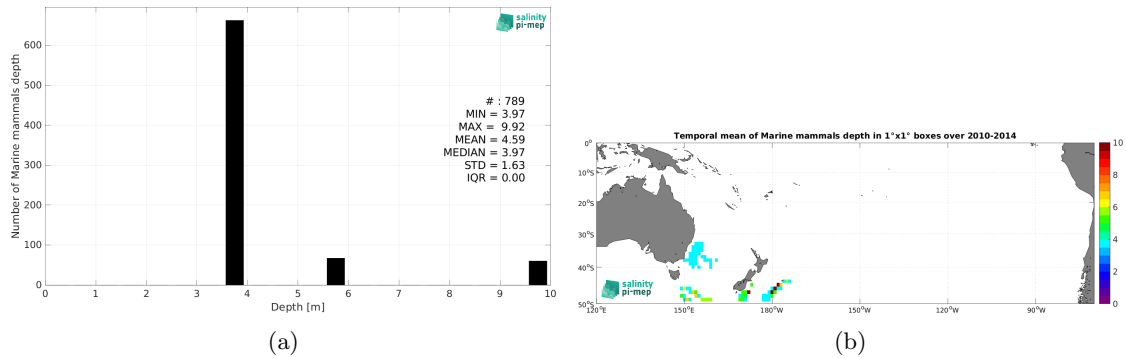 salinity
pi-mep
Number of Marine mammals depth
600
500
400
300
200
100
0
# : 789
MIN = 3.97
MAX = 9.92
MEAN = 4.59
MEDIAN = 3.97
STD = 1.63
IQR = 0.00
0 1 2 3 4 5 6 7 8 9 10
Depth [m]
(a)
Temporal mean of Marine mammals depth in 1°x1° boxes over 2010-2014
0°
10°S
20°S
30°S
40°S
50°S
salinity
pi-mep
120°E 150°E 180°W 150°W 120°W 90°W
10
8
6
4
2
0
(b)